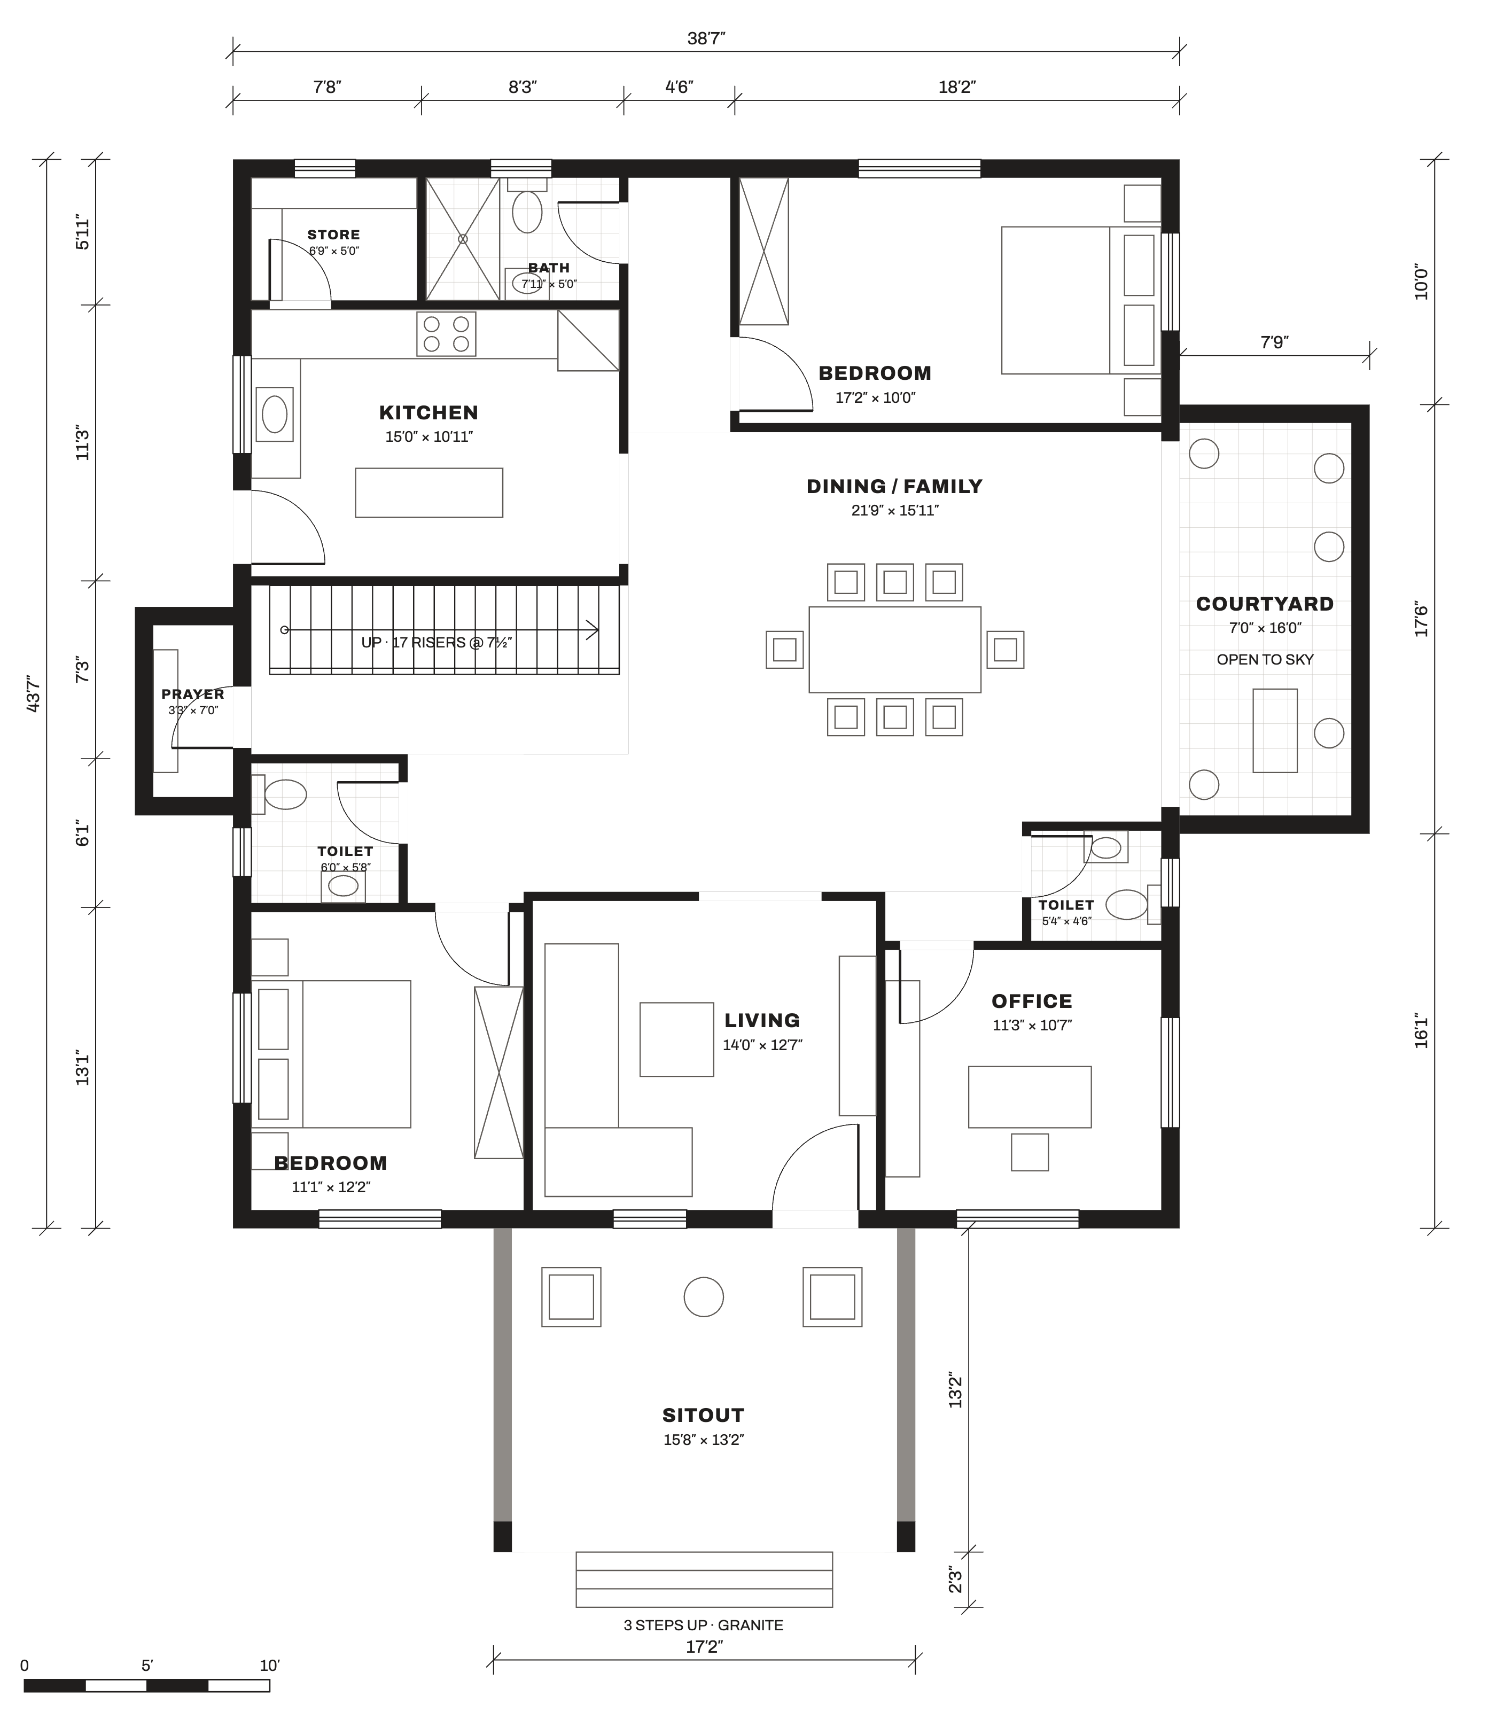 38'7"
7'8" 8'3" 4'6" 18'2"
5'11"
11'3"
7'3"
6'1"
13'1"
43'7"
10'0"
7'9"
17'6"
16'1"
STORE
6'9" × 5'0"
BATH
7'11" × 5'0"
BEDROOM
17'2" × 10'0"
KITCHEN
15'0" × 10'11"
DINING / FAMILY
21'9" × 15'11"
COURTYARD
7'0" × 16'0"
OPEN TO SKY
UP · 17 RISERS @ 7½"
PRAYER
3'3" × 7'0"
TOILET
6'0" × 5'8"
TOILET
5'4" × 4'6"
LIVING
14'0" × 12'7"
OFFICE
11'3" × 10'7"
BEDROOM
11'1" × 12'2"
SITOUT
15'8" × 13'2"
13'2"
2'3"
3 STEPS UP · GRANITE
17'2"
0 5' 10'